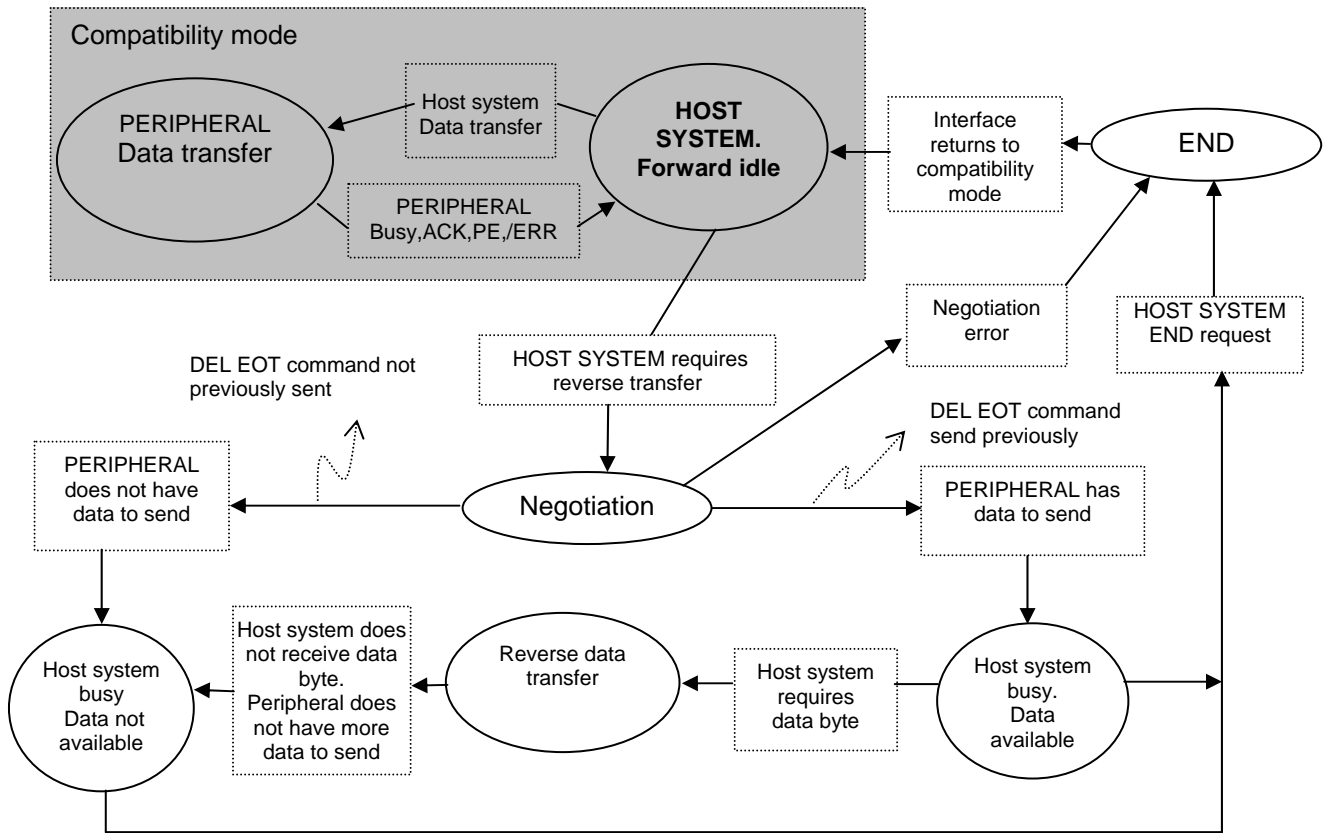 Compatibility mode
PERIPHERAL
Data transfer
Host system
Data transfer
HOST
SYSTEM.
Forward idle
PERIPHERAL
Busy,ACK,PE,/ERR
Interface
returns to
compatibility
mode
END
HOST SYSTEM requires
reverse transfer
Negotiation
error
HOST SYSTEM
END request
DEL EOT command not
previously sent
DEL EOT command
send previously
PERIPHERAL
does not have
data to send
Negotiation
PERIPHERAL has
data to send
Host system
busy
Data not
available
Host system does
not receive data
byte.
Peripheral does
not have more
data to send
Reverse data
transfer
Host system
requires
data byte
Host system
busy.
Data
available